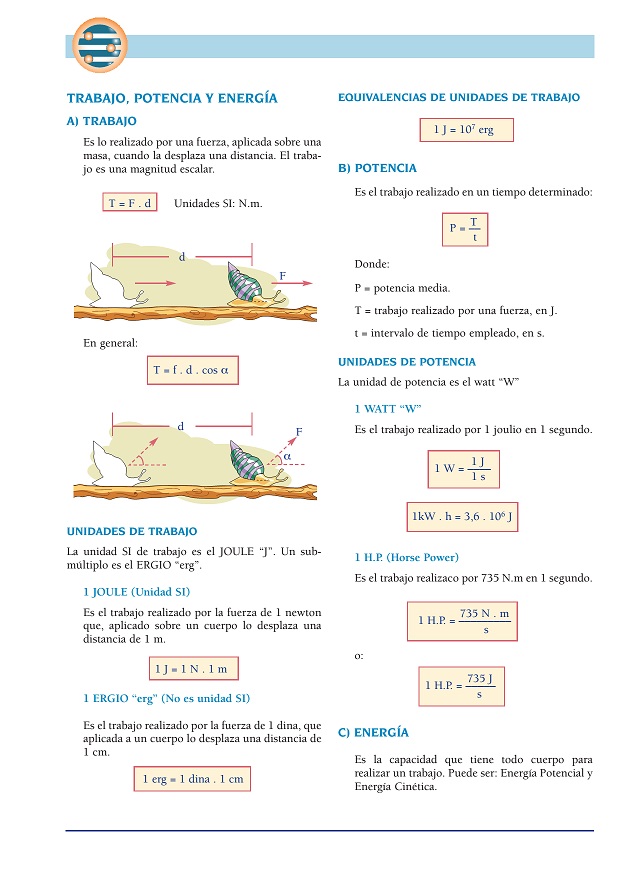 TRABAJO, POTENCIA Y ENERGÍA
A) TRABAJO
Es lo realizado por una fuerza, aplicada sobre una
masa, cuando la desplaza una distancia. El traba-
jo es una magnitud escalar.
T = F . d Unidades SI: N.m.
d
F
En general:
T = f . d . cos α
d
F
α
UNIDADES DE TRABAJO
La unidad SI de trabajo es el JOULE “J”. Un sub-
múltiplo es el ERGIO “erg”.
1 JOULE (Unidad SI)
Es el trabajo realizado por la fuerza de 1 newton
que, aplicado sobre un cuerpo lo desplaza una
distancia de 1 m.
1 J = 1 N . 1 m
1 ERGIO “erg” (No es unidad SI)
Es el trabajo realizado por la fuerza de 1 dina, que
aplicada a un cuerpo lo desplaza una distancia de
1 cm.
1 erg = 1 dina . 1 cm
EQUIVALENCIAS DE UNIDADES DE TRABAJO
1 J = 10⁷ erg
B) POTENCIA
Es el trabajo realizado en un tiempo determinado:
P = T
t
Donde:
P = potencia media.
T = trabajo realizado por una fuerza, en J.
t = intervalo de tiempo empleado, en s.
UNIDADES DE POTENCIA
La unidad de potencia es el watt “W”
1 WATT “W”
Es el trabajo realizado por 1 joulio en 1 segundo.
1 W = 1 J
1 s
1kW . h = 3,6 . 10⁶ J
1 H.P. (Horse Power)
Es el trabajo realizaco por 735 N.m en 1 segundo.
1 H.P. = 735 N . m
s
o:
1 H.P. = 735 J
s
C) ENERGÍA
Es la capacidad que tiene todo cuerpo para
realizar un trabajo. Puede ser: Energía Potencial y
Energía Cinética.